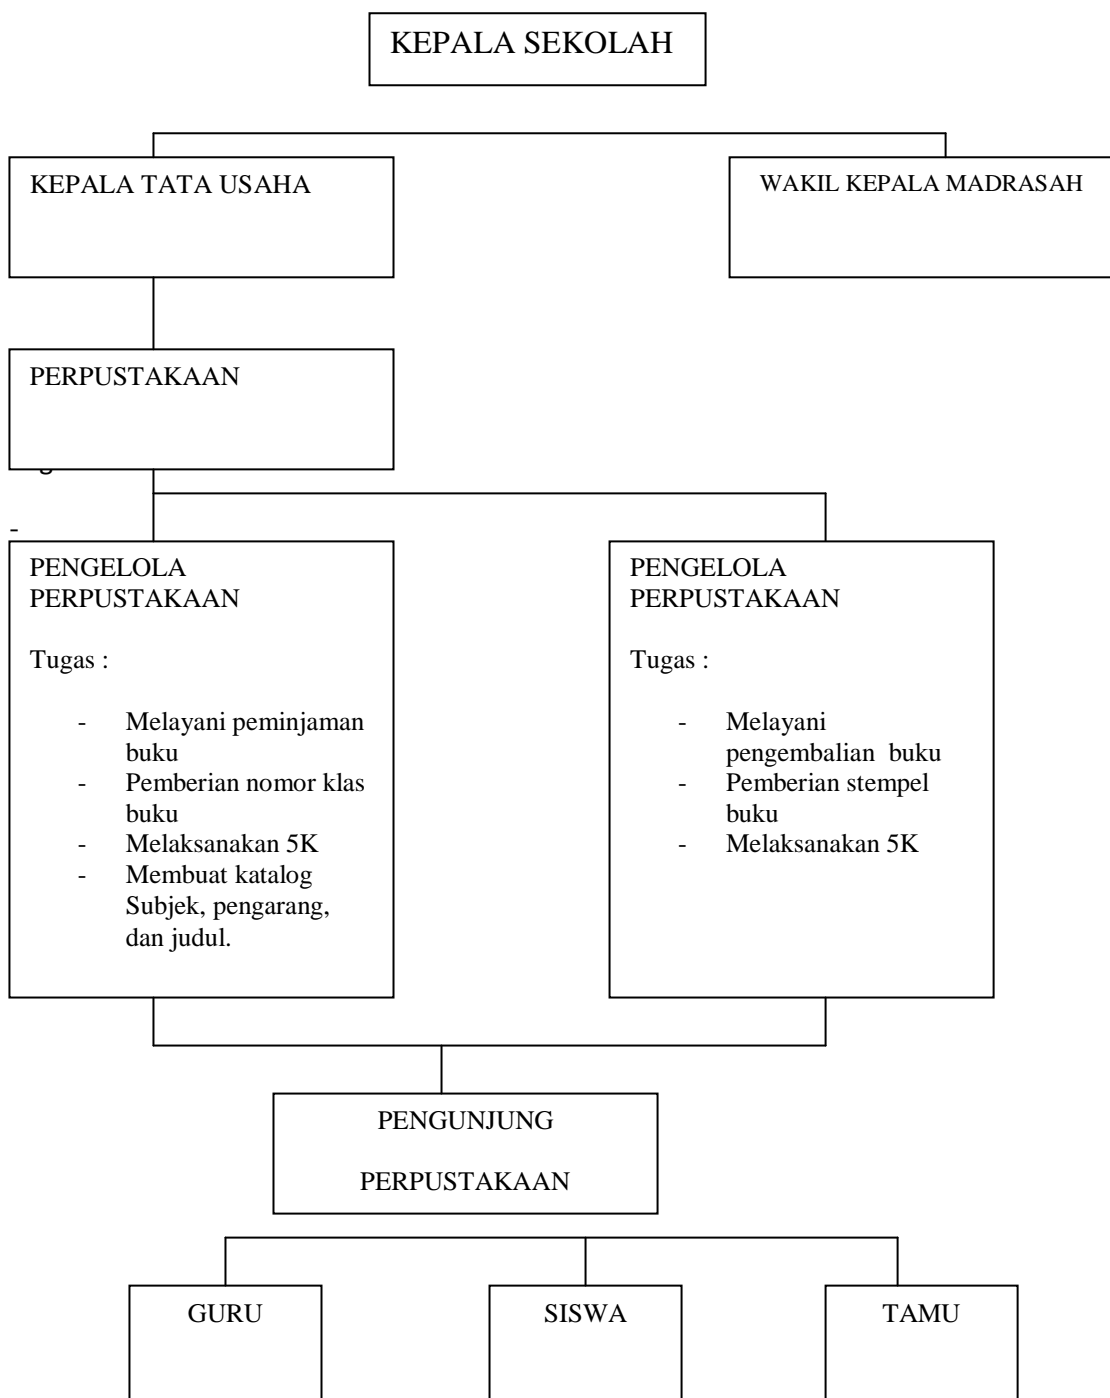 KEPALA SEKOLAH
KEPALA TATA USAHA
WAKIL KEPALA MADRASAH
PERPUSTAKAAN
-
PENGELOLA
PERPUSTAKAAN
Tugas :
- Melayani peminjaman
buku
- Pemberian nomor klas
buku
- Melaksanakan 5K
- Membuat katalog
Subjek, pengarang,
dan judul.
PENGELOLA
PERPUSTAKAAN
Tugas :
- Melayani
pengembalian buku
- Pemberian stempel
buku
- Melaksanakan 5K
PENGUNJUNG
PERPUSTAKAAN
GURU
SISWA
TAMU